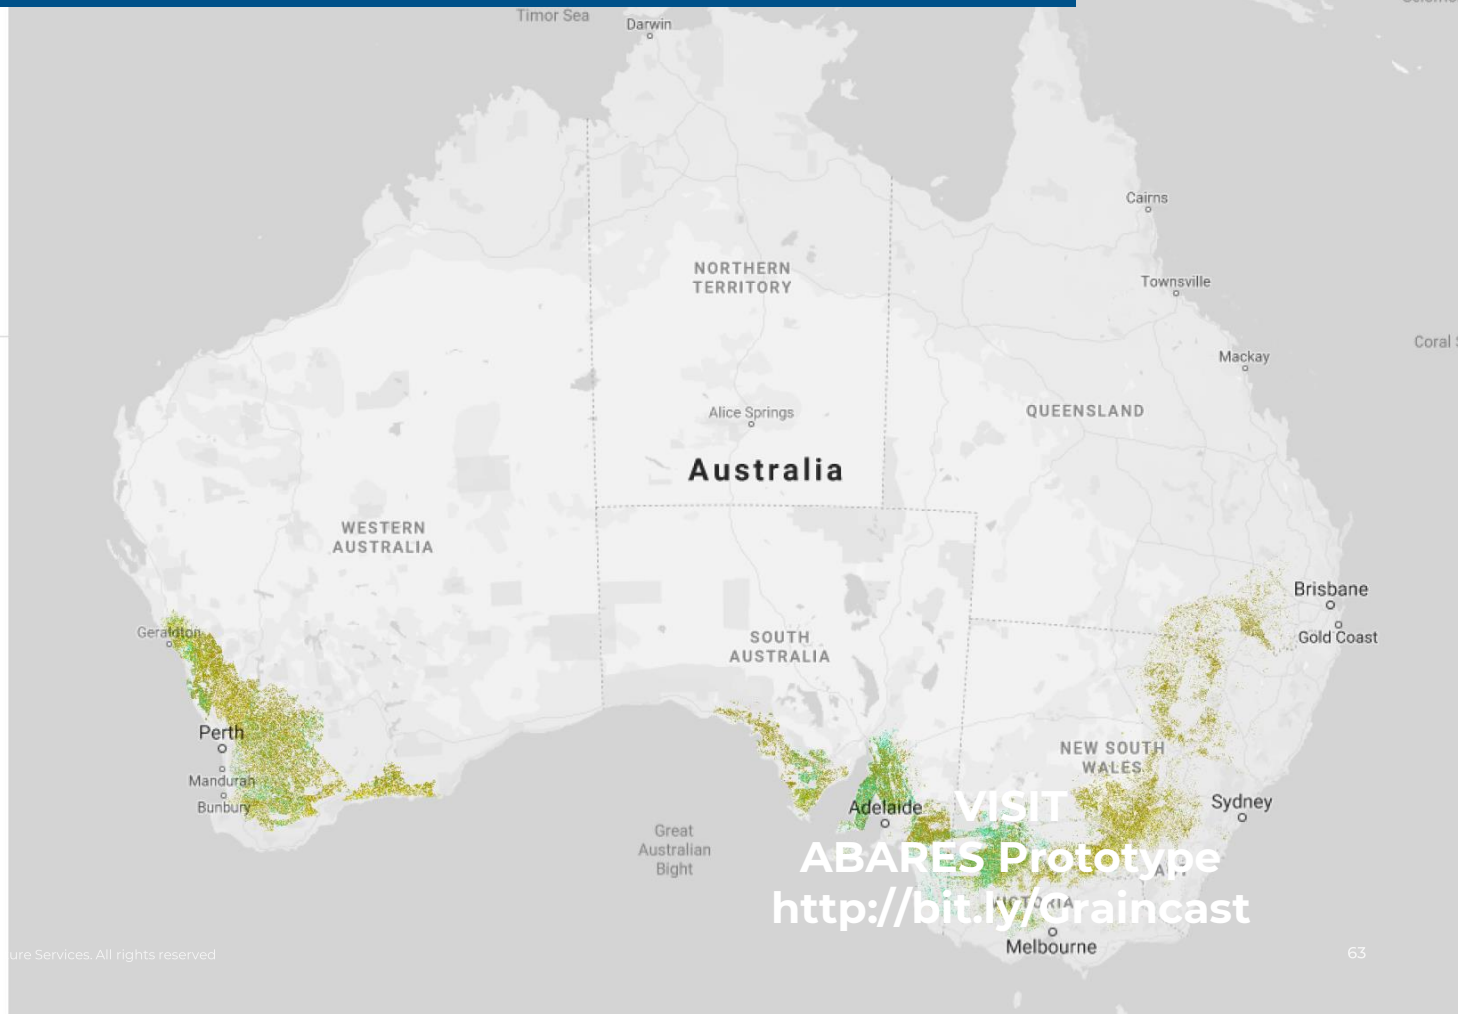 Timor Sea
Darwin
Cairns
Townsville
NORTHERN
TERRITORY
Coral
Mackay
Alice Springs
QUEENSLAND
Australia
WESTERN
AUSTRALIA
Brisbane
Gold Coast
Geraldton
SOUTH
AUSTRALIA
Perth
NEW SOUTH
WALES
Mandurah
Bunbury
Adelaide
Sydney
VISIT
Great
Australian
Bight
ABARES Prototype
VICTORIA
http://bit.ly/Graincast
Melbourne
ure Services. All rights reserved
63